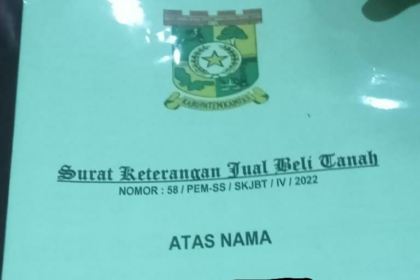 Surat Keterangan Jual Beli Tanah
NOMOR : 58 / PEM-SS / SKJBT / IV / 2022
ATAS NAMA